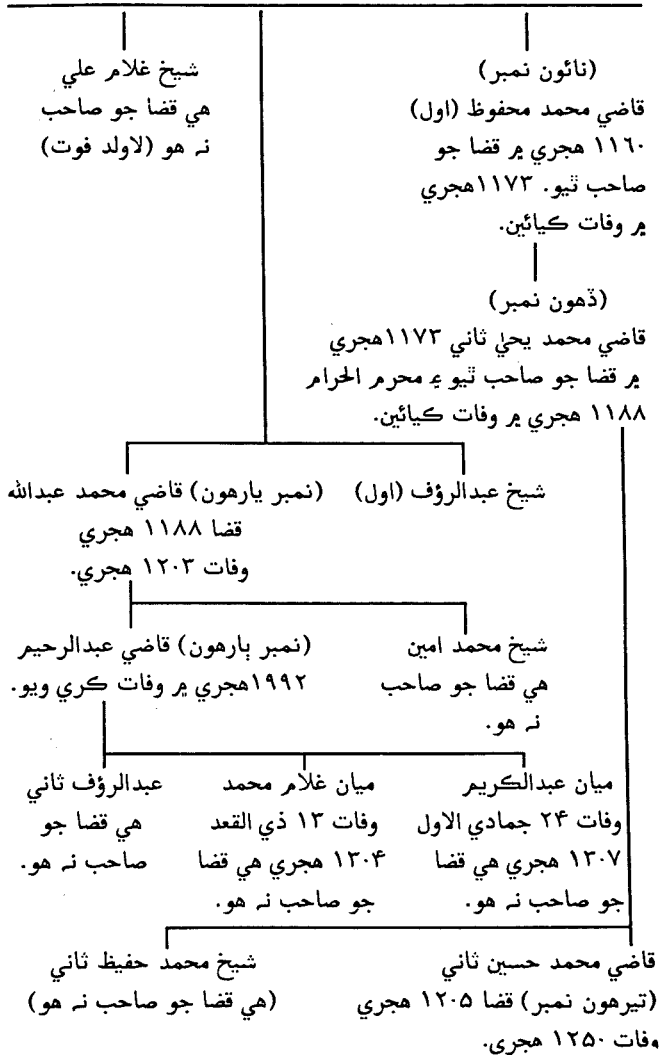 (نائون نمبر)
قاضي محمد محفوظ (اول)
١١٦٠ هجري ۾ قضا جو
صاحب ٿيو. ١١٧٣هجري
۾ وفات ڪيائين.
شيخ غلام علي
هي قضا جو صاحب
نہ هو (لاولد فوت)
(ڏهون نمبر)
قاضي محمد يحيٰ ثاني ١١٧٣هجري
۾ قضا جو صاحب ٿيو ۽ محرم الحرام
١١٨٨ هجري ۾ وفات ڪيائين.
شيخ عبدالرؤف (اول)
(نمبر يارهون) قاضي محمد عبدالله
قضا ١١٨٨ هجري
وفات ١٢٠٣ هجري.
شيخ محمد امين
هي قضا جو صاحب
نہ هو.
(نمبر ٻارهون) قاضي عبدالرحيم
١٩٩٢هجري ۾ وفات ڪري ويو.
ميان عبدالڪريم
وفات ٢۴ جمادي الاول
١٣٠٧ هجري هي قضا
جو صاحب نہ هو.
ميان غلام محمد
وفات ١٣ ذي القعد
١٣٠۴ هجري هي قضا
جو صاحب نہ هو.
عبدالرؤف ثاني
هي قضا جو
صاحب نہ هو.
قاضي محمد حسين ثاني
(تيرهون نمبر) قضا ١٢٠۵ هجري
وفات ١٢۵٠ هجري.
شيخ محمد حفيظ ثاني
(هي قضا جو صاحب نہ هو)